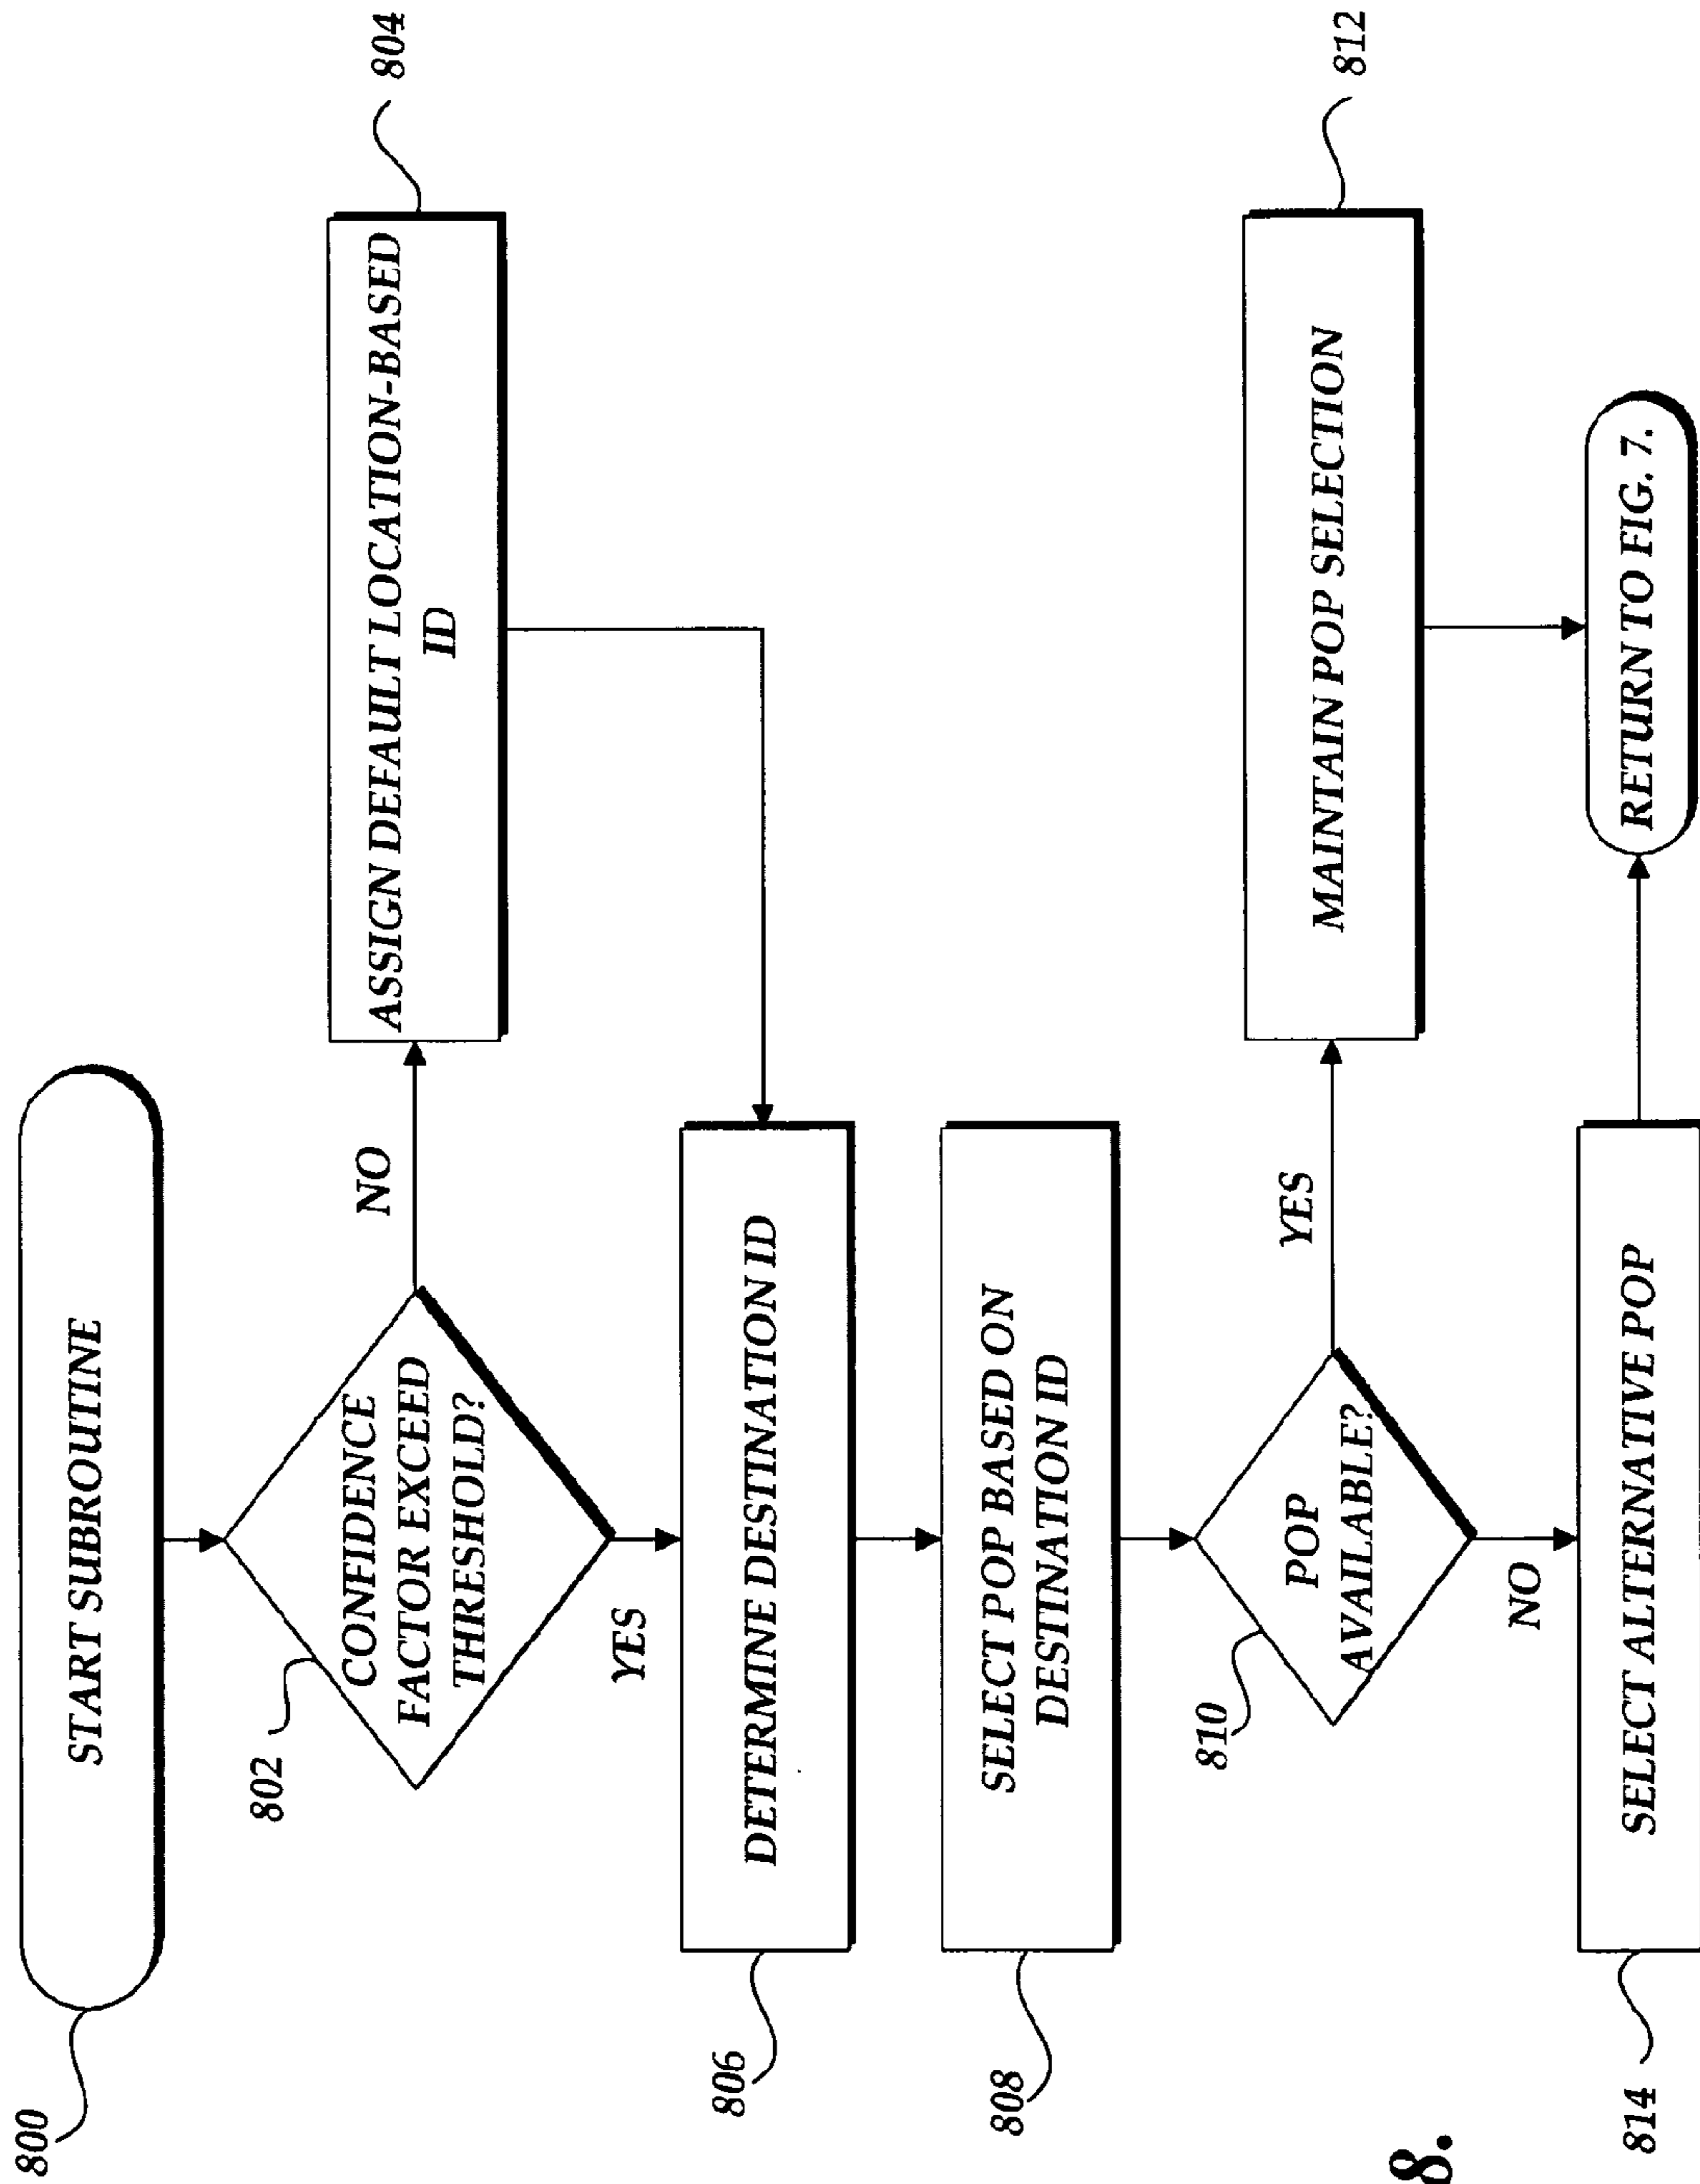 800
START SUBROUTINE
802
CONFIDENCE
FACTOR EXCEED
THRESHOLD?
NO
ASSIGN DEFAULT LOCATION-BASED
ID
804
YES
806
DETERMINE DESTINATION ID
808
SELECT POP BASED ON
DESTINATION ID
810
POP
AVAILABLE?
YES
MAINTAIN POP SELECTION
812
NO
814
SELECT ALTERNATIVE POP
RETURN TO FIG. 7.
8.